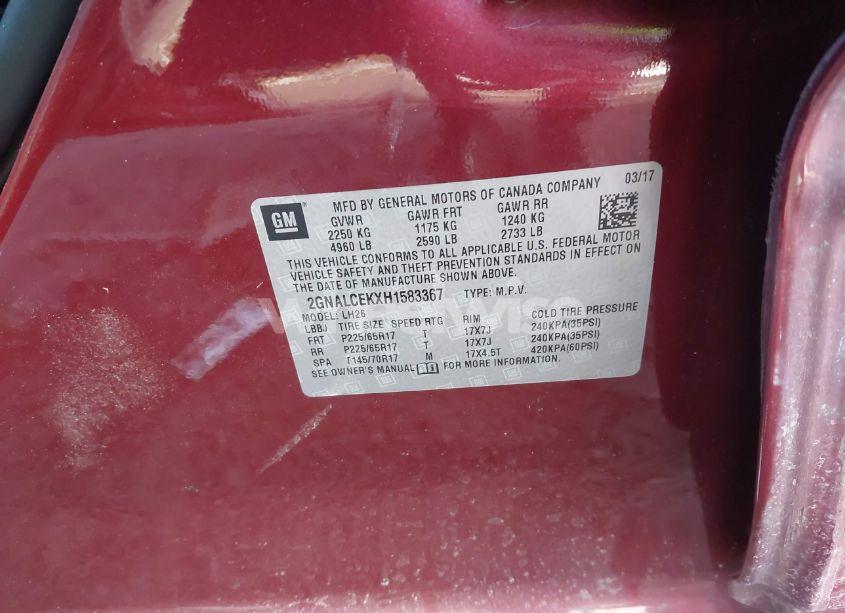 GM
MFD BY GENERAL MOTORS OF CANADA COMPANY 03/17
GVWR GAWR FRT GAWR RR
2250 KG 1175 KG 1240 KG
4960 LB 2590 LB 2733 LB
THIS VEHICLE CONFORMS TO ALL APPLICABLE U.S. FEDERAL MOTOR
VEHICLE SAFETY AND THEFT PREVENTION STANDARDS IN EFFECT ON
THE DATE OF MANUFACTURE SHOWN ABOVE.
2GNALCEKXH1583367 TYPE: M.P.V.
MODEL: LH26
LBBJ TIRE SIZE SPEED RTG RIM COLD TIRE PRESSURE
FRT P225/65R17 T 17X7J 240KPA(35PSI)
RR P225/65R17 T 17X7J 240KPA(35PSI)
SPA T145/70R17 M 17X4.5T 420KPA(60PSI)
SEE OWNER'S MANUAL FOR MORE INFORMATION.